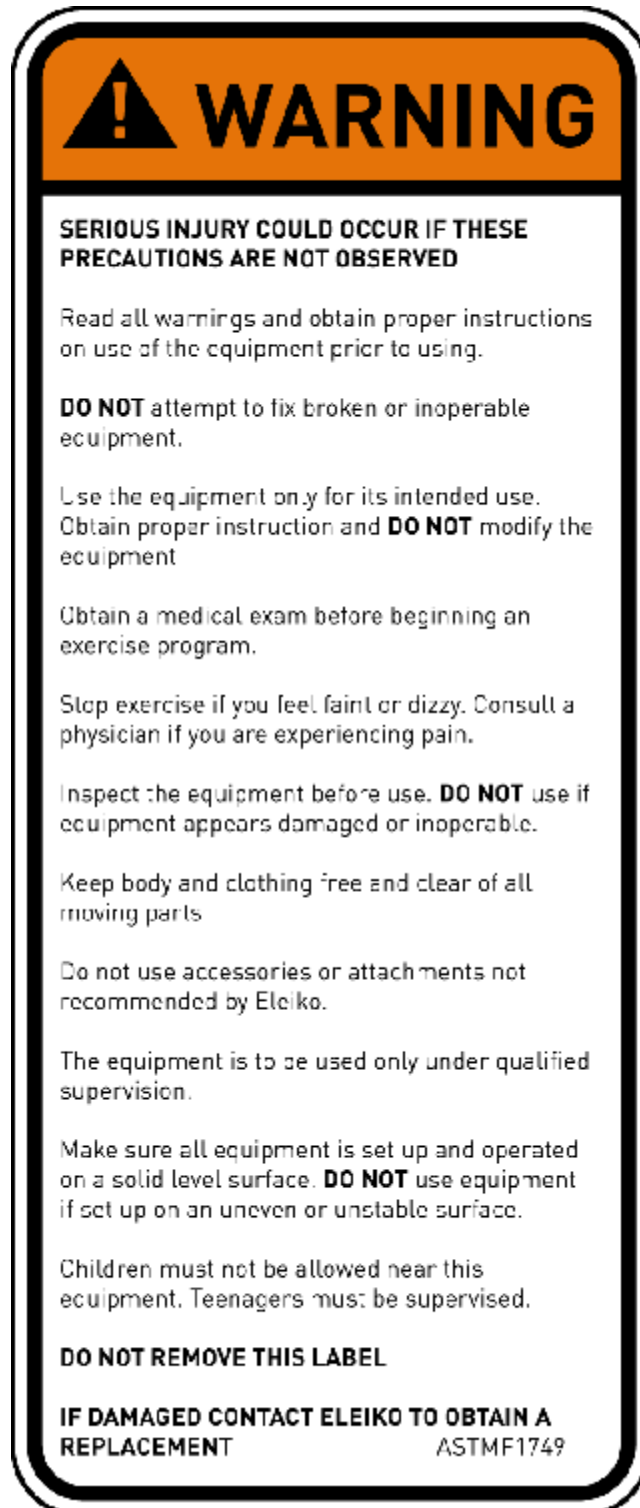 WARNING
SERIOUS INJURY COULD OCCUR IF THESE
PRECAUTIONS ARE NOT OBSERVED
Read all warnings and obtain proper instructions
on use of the equipment prior to using.
DO NOT attempt to fix broken or inoperable
equipment.
Use the equipment only for its intended use.
Obtain proper instruction and DO NOT modify the
equipment
Obtain a medical exam before beginning an
exercise program.
Stop exercise if you feel faint or dizzy. Consult a
physician if you are experiencing pain.
Inspect the equipment before use. DO NOT use if
equipment appears damaged or inoperable.
Keep body and clothing free and clear of all
moving parts
Do not use accessories or attachments not
recommended by Eleiko.
The equipment is to be used only under qualified
supervision.
Make sure all equipment is set up and operated
on a solid level surface. DO NOT use equipment
if set up on an uneven or unstable surface.
Children must not be allowed near this
equipment. Teenagers must be supervised.
DO NOT REMOVE THIS LABEL
IF DAMAGED CONTACT ELEIKO TO OBTAIN A
REPLACEMENT ASTMF1749